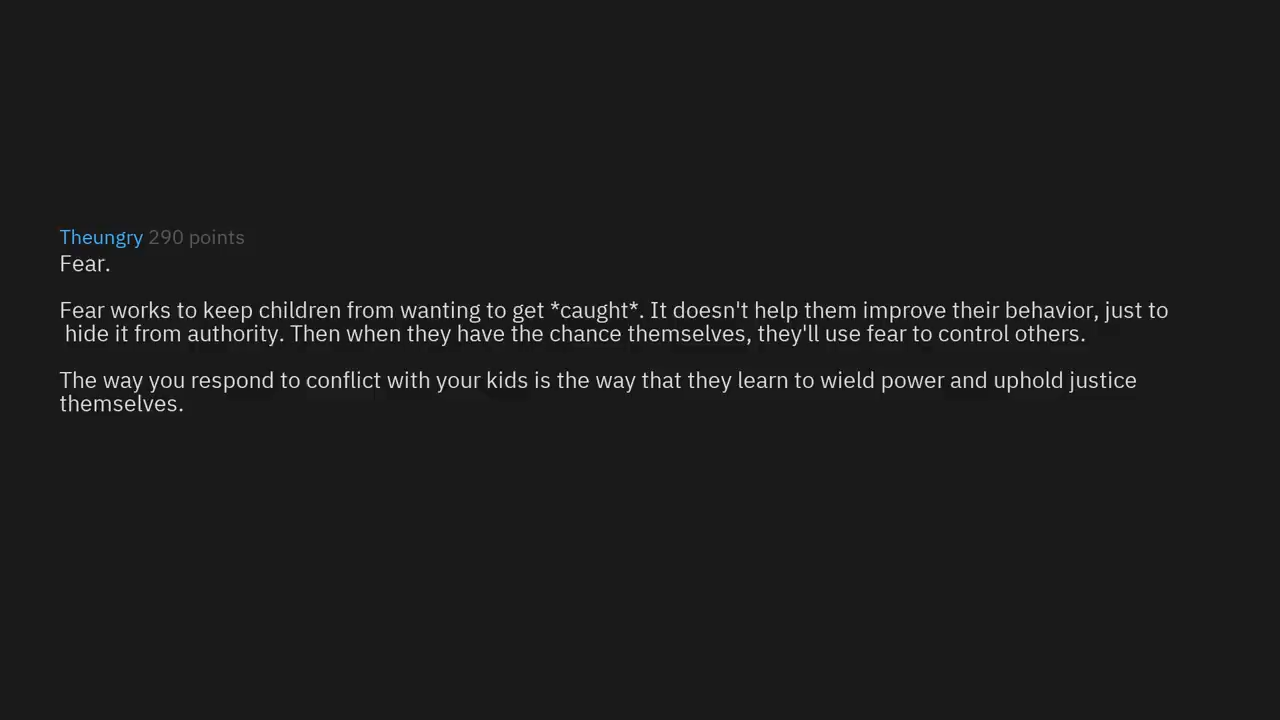 Theungry 290 points
Fear.
Fear works to keep children from wanting to get *caught*. It doesn't help them improve their behavior, just to
hide it from authority. Then when they have the chance themselves, they'll use fear to control others.
The way you respond to conflict with your kids is the way that they learn to wield power and uphold justice
themselves.